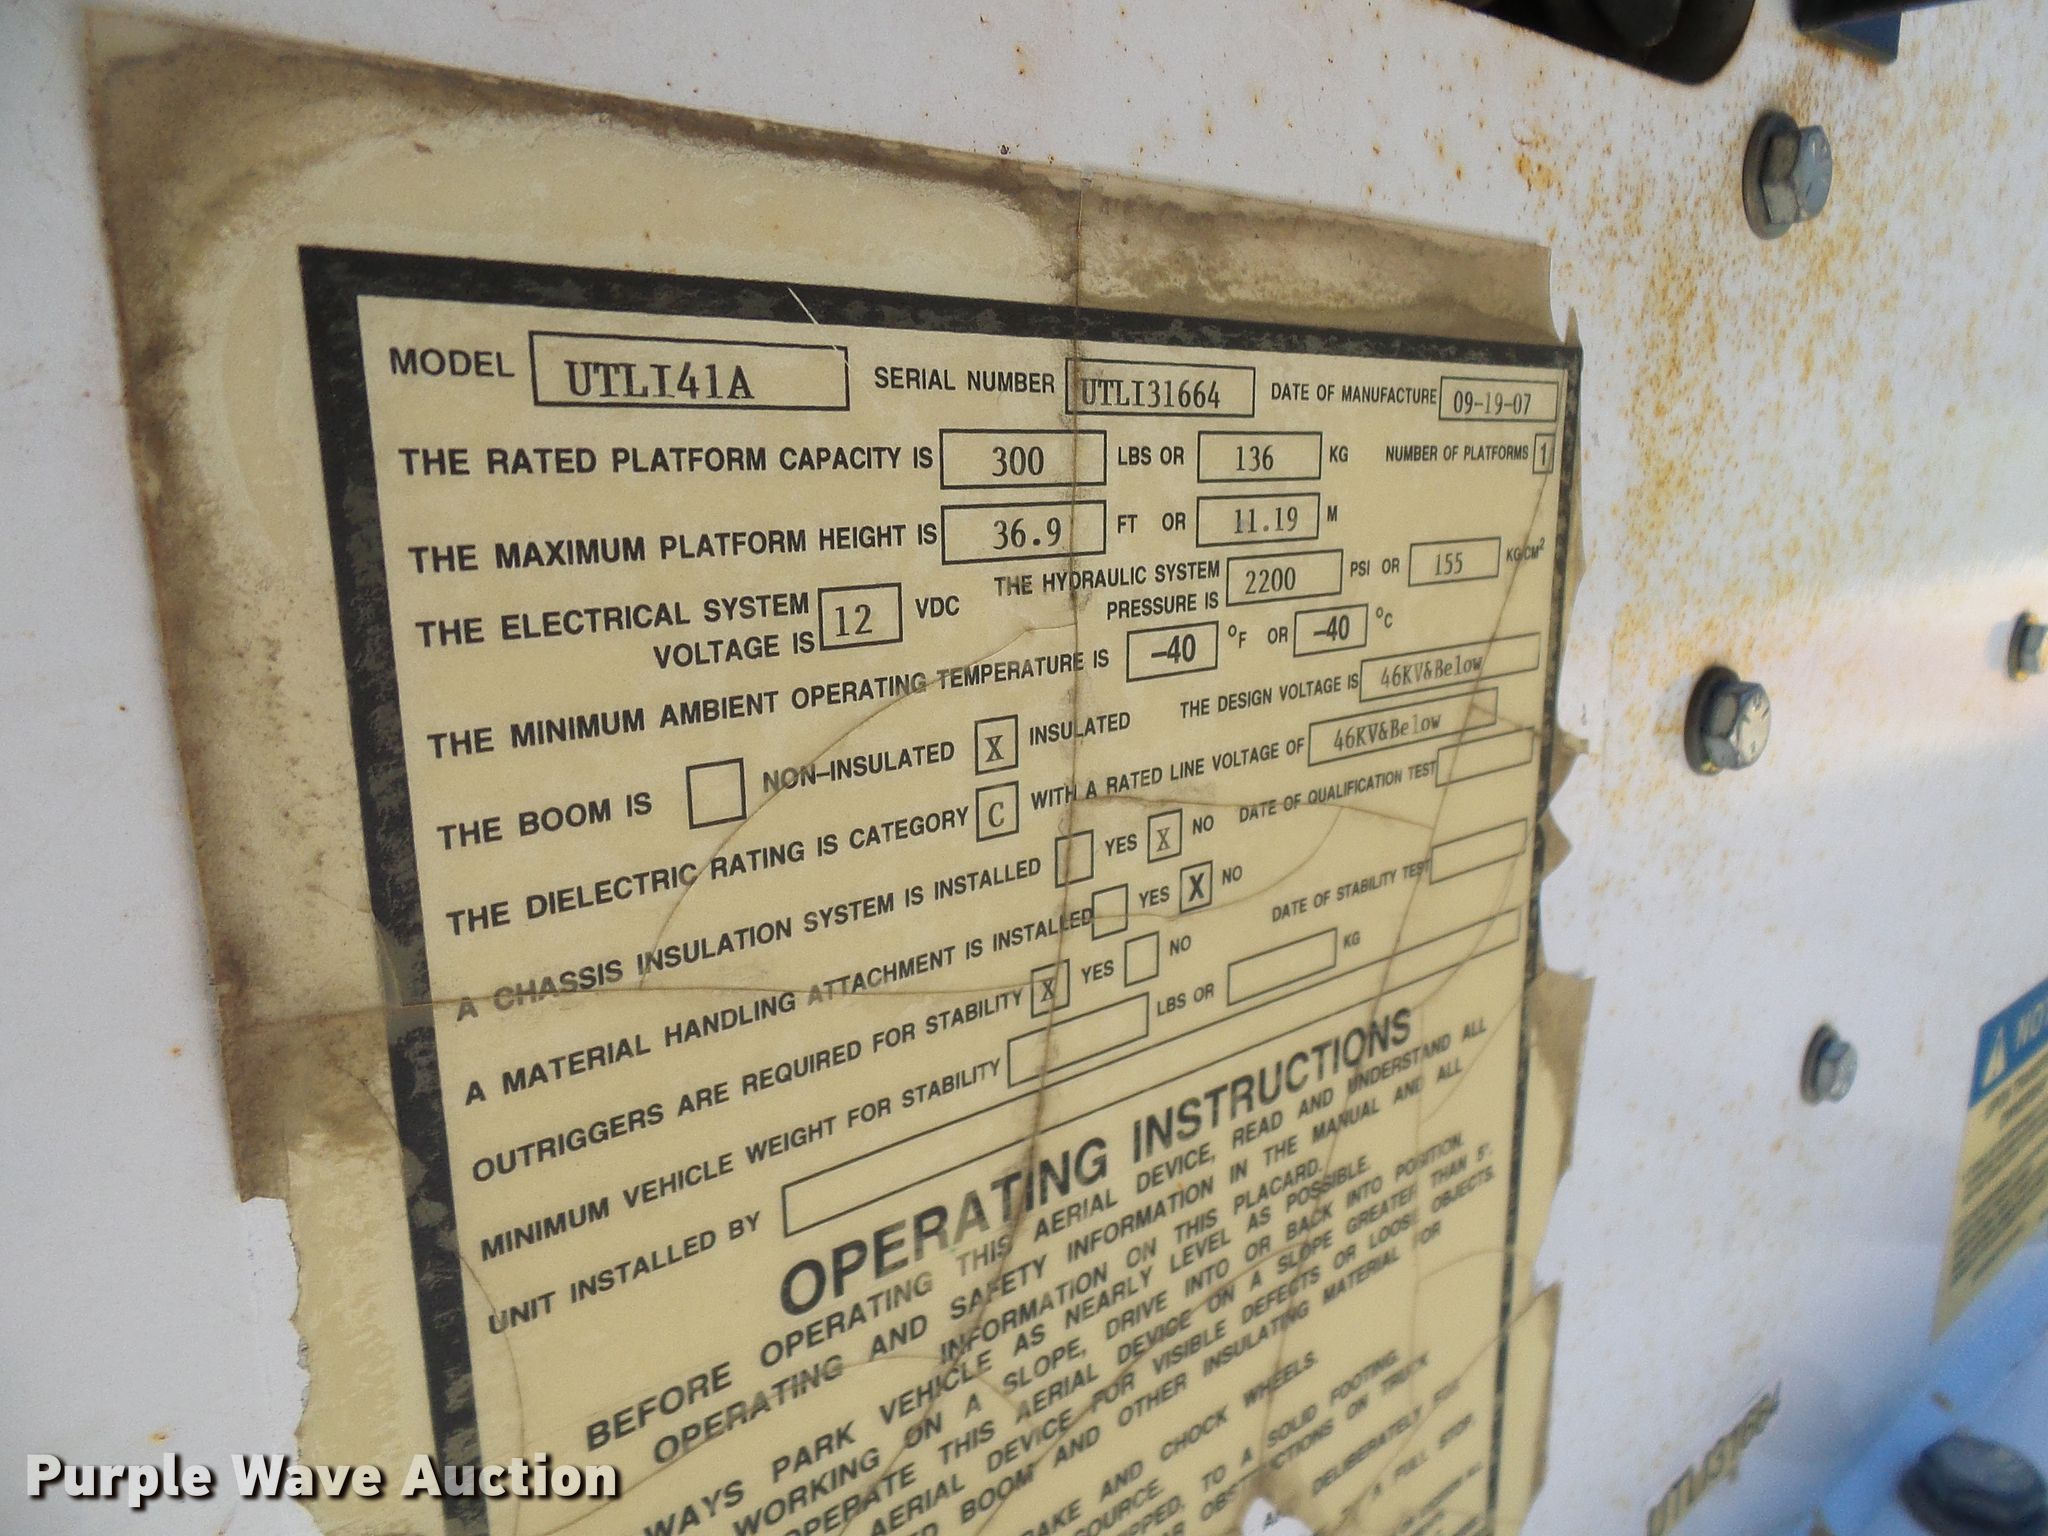 MODEL UTLI41A SERIAL NUMBER UTLI31664 DATE OF MANUFACTURE 09-19-07
THE RATED PLATFORM CAPACITY IS 300 LBS OR 136 KG NUMBER OF PLATFORMS 1
THE MAXIMUM PLATFORM HEIGHT IS 36.9 FT OR 11.19 M
THE ELECTRICAL SYSTEM VOLTAGE IS 12 VDC THE HYDRAULIC SYSTEM PRESSURE IS 2200 PSI OR 155 KG/CM²
THE MINIMUM AMBIENT OPERATING TEMPERATURE IS -40 °F OR -40 °C
THE BOOM IS NON-INSULATED X INSULATED THE DESIGN VOLTAGE IS 46KV&Below
THE DIELECTRIC RATING IS CATEGORY C WITH A RATED LINE VOLTAGE OF 46KV&Below
A CHASSIS INSULATION SYSTEM IS INSTALLED YES X NO DATE OF QUALIFICATION TEST
A MATERIAL HANDLING ATTACHMENT IS INSTALLED YES X NO
OUTRIGGERS ARE REQUIRED FOR STABILITY X YES NO DATE OF STABILITY TEST
MINIMUM VEHICLE WEIGHT FOR STABILITY LBS OR KG
UNIT INSTALLED BY
OPERATING INSTRUCTIONS
BEFORE OPERATING THIS AERIAL DEVICE, READ AND UNDERSTAND ALL
OPERATING AND SAFETY INFORMATION IN THE MANUAL AND ALL
INFORMATION ON THIS PLACARD.
WAYS PARK VEHICLE AS NEARLY LEVEL AS POSSIBLE.
WORKING ON A SLOPE, DRIVE INTO OR BACK INTO POSITION.
OPERATE THIS AERIAL DEVICE ON A SLOPE GREATER THAN 5°.
AERIAL DEVICE FOR VISIBLE DEFECTS OR LOOSE OBJECTS.
BOOM AND OTHER INSULATING MATERIAL FOR
AND CHOCK WHEELS.
TO A SOLID FOOTING.
OBSTRUCTIONS ON TRUCK
DELIBERATELY
A FULL STOP.
Purple Wave Auction